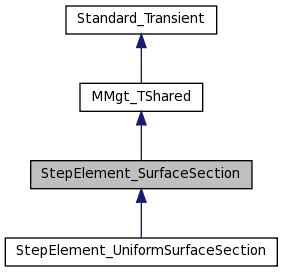 Standard_Transient
MMgt_TShared
StepElement_SurfaceSection
StepElement_UniformSurfaceSection